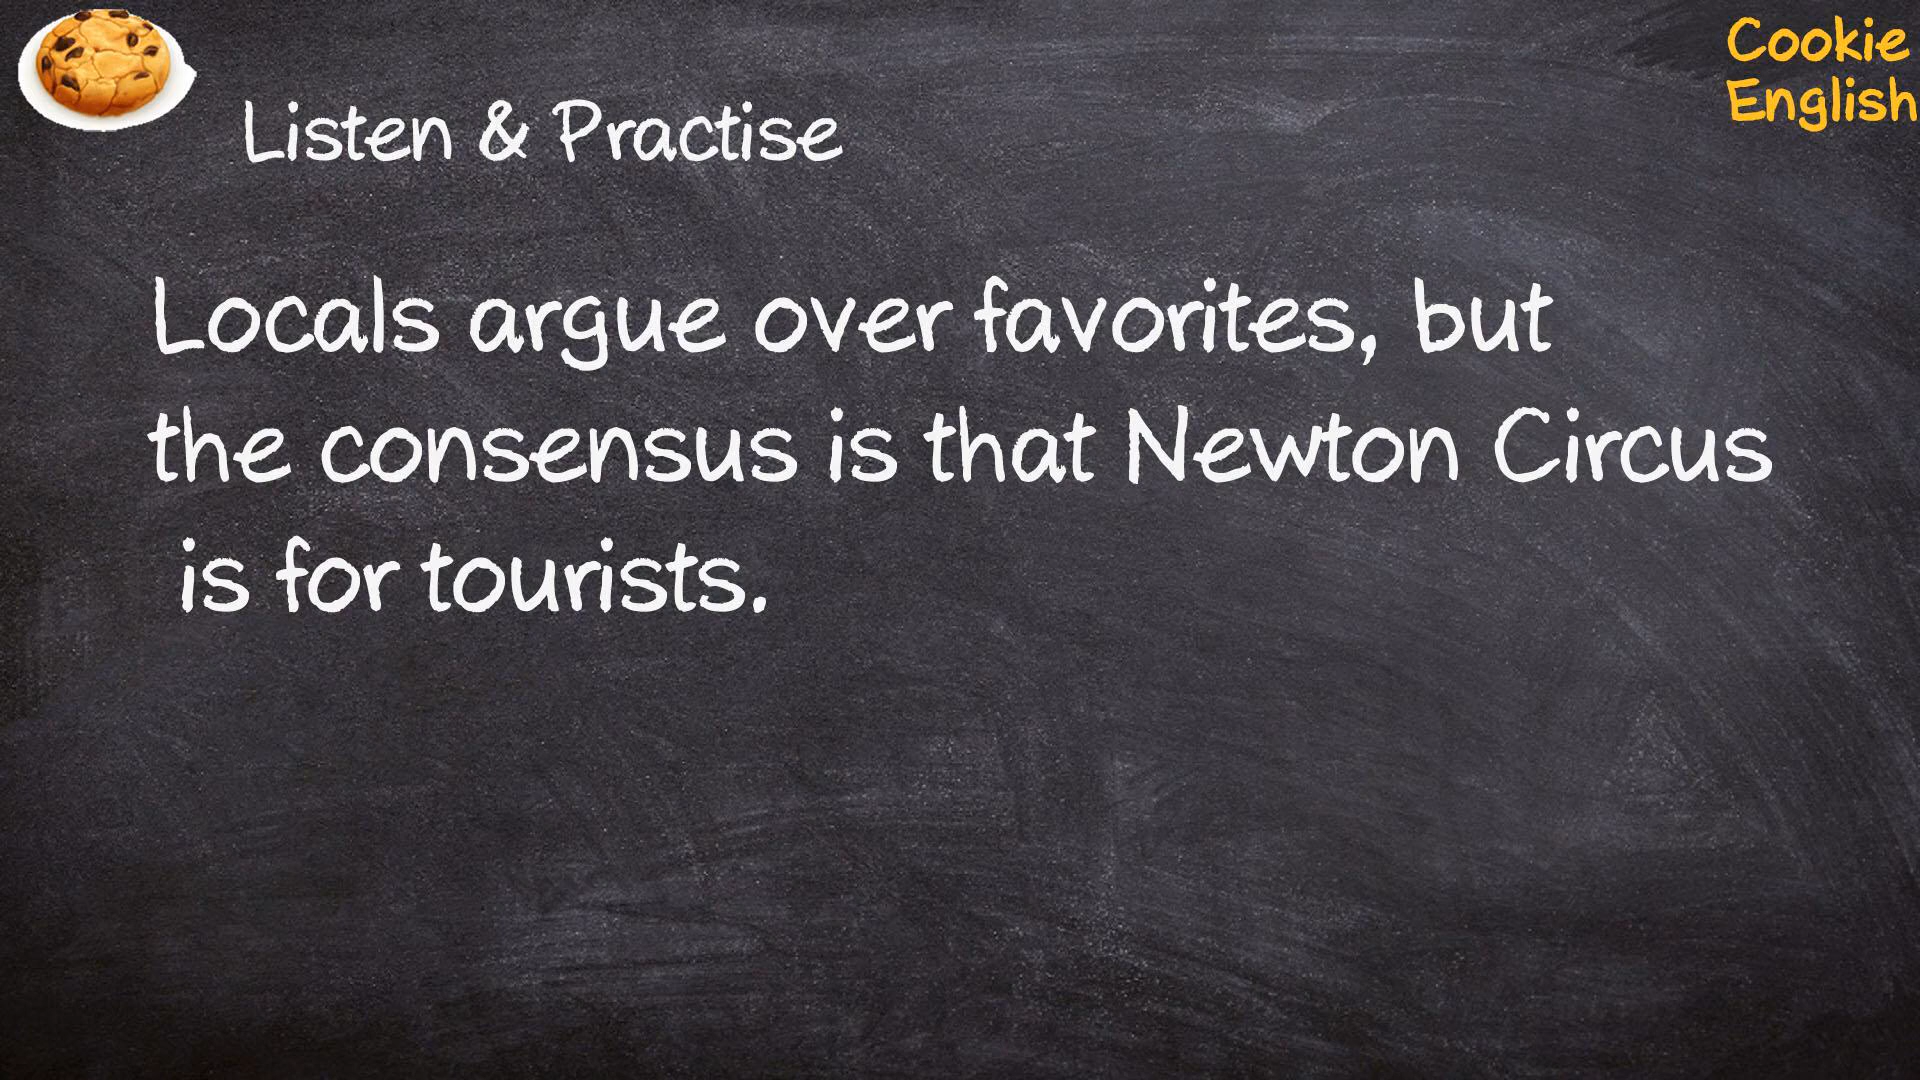 Cookie
English
Listen & Practise
Locals argue over favorites, but
the consensus is that Newton Circus
is for tourists.